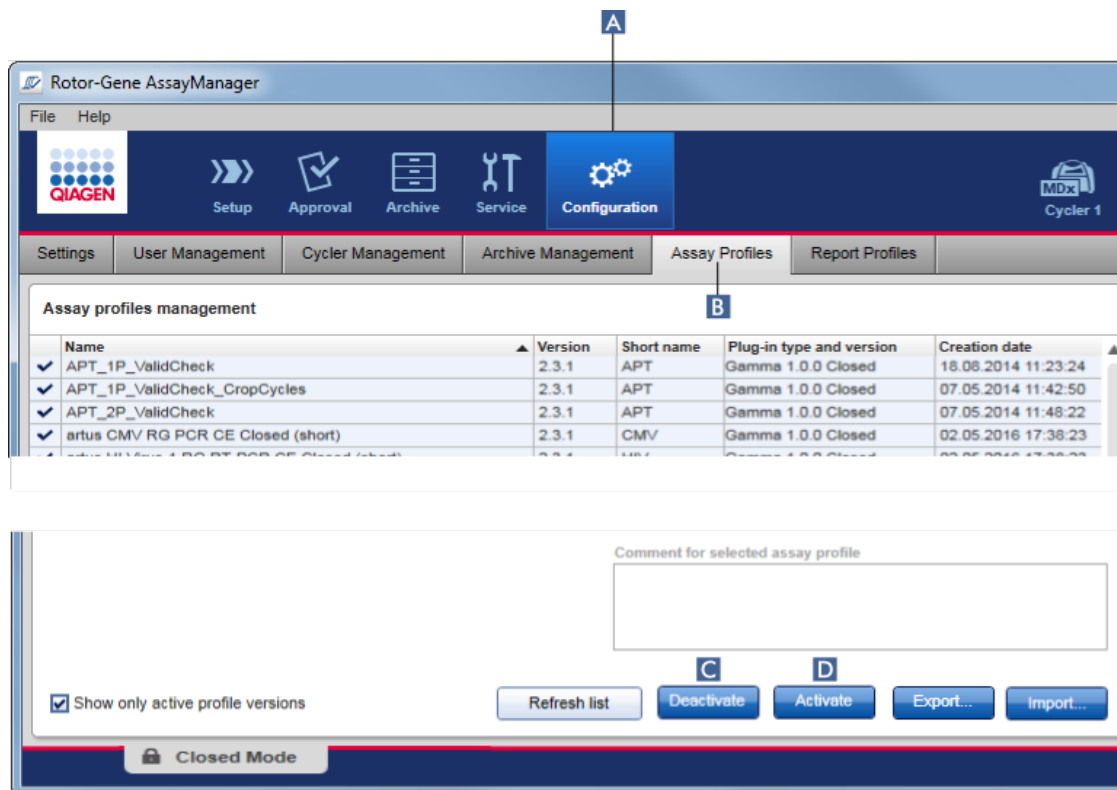 A
Rotor-Gene AssayManager
File Help
QIAGEN
Setup Approval Archive Service Configuration
MDx
Cycler 1
Settings User Management Cycler Management Archive Management Assay Profiles Report Profiles
B
Assay profiles management
Name Version Short name Plug-in type and version Creation date
APT_1P_ValidCheck 2.3.1 APT Gamma 1.0.0 Closed 18.08.2014 11:23:24
APT_1P_ValidCheck_CropCycles 2.3.1 APT Gamma 1.0.0 Closed 07.05.2014 11:42:50
APT_2P_ValidCheck 2.3.1 APT Gamma 1.0.0 Closed 07.05.2014 11:48:22
artus CMV RG PCR CE Closed (short) 2.3.1 CMV Gamma 1.0.0 Closed 02.05.2016 17:38:23
Comment for selected assay profile
C D
Show only active profile versions Refresh list Deactivate Activate Export... Import...
Closed Mode